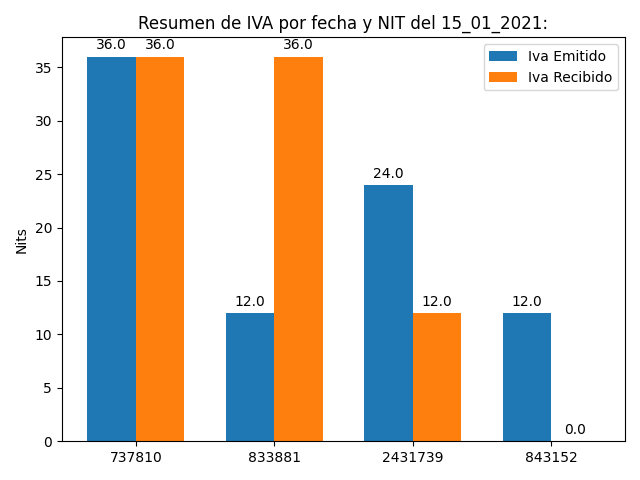 Resumen de IVA por fecha y NIT del 15_01_2021:
36.0 36.0 36.0
Iva Emitido
Iva Recibido
35
30
25
20
15
10
5
0
Nits
24.0
12.0 12.0 12.0
0.0
737810 833881 2431739 843152